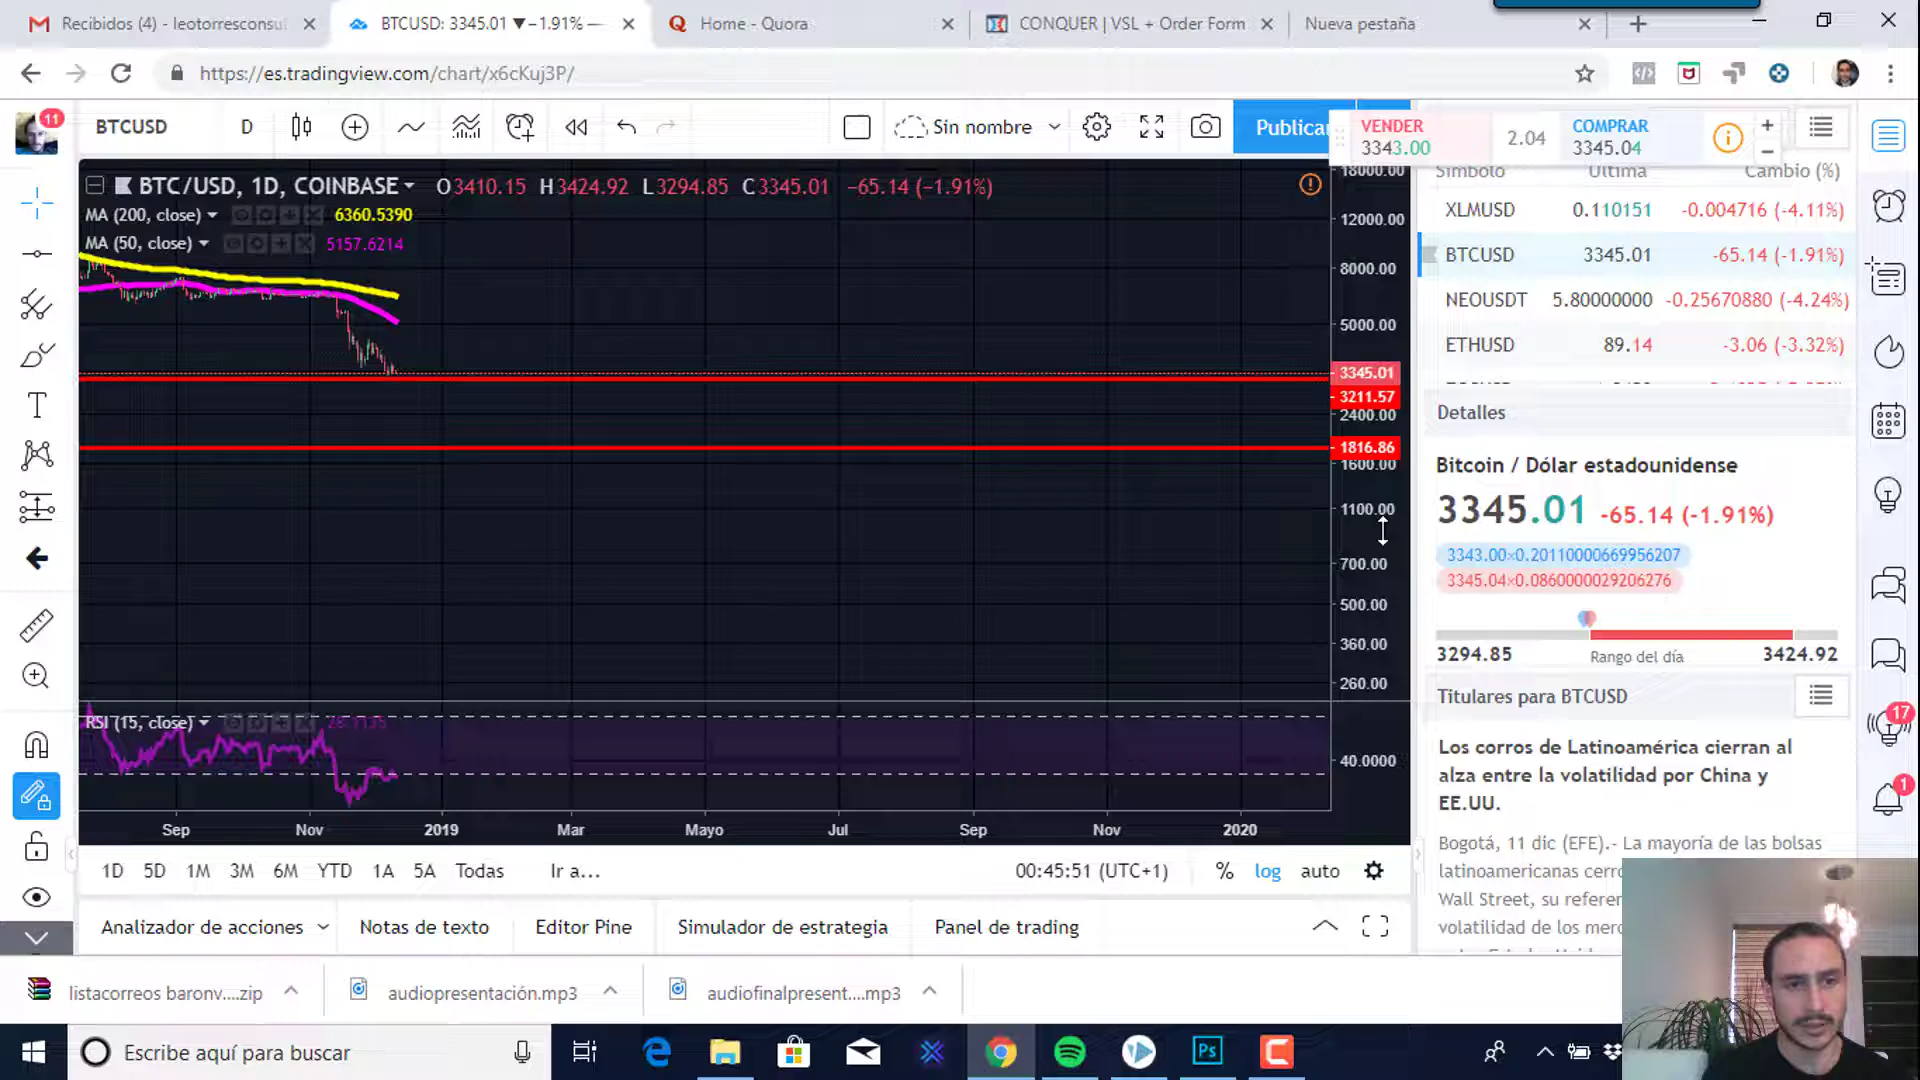 Recibidos (4) - leotorresconsul
BTCUSD: 3345.01 ▼ −1.91% —
Home - Quora
CONQUER | VSL + Order Form
Nueva pestaña
https://es.tradingview.com/chart/x6cKuj3P/
11
BTCUSD
D
Sin nombre
Publicar
VENDER
3343.00
2.04
COMPRAR
3345.04
BTC/USD, 1D, COINBASE
O3410.15 H3424.92 L3294.85 C3345.01 −65.14 (−1.91%)
MA (200, close)
6360.5390
MA (50, close)
5157.6214
18000.00
12000.00
8000.00
5000.00
3345.01
3211.57
2400.00
1816.86
1600.00
1100.00
700.00
500.00
360.00
260.00
RSI (15, close)
40.0000
Sep
Nov
2019
Mar
Mayo
Jul
Sep
Nov
2020
Símbolo
Última
Cambio (%)
XLMUSD 0.110151 -0.004716 (-4.11%)
BTCUSD 3345.01 -65.14 (-1.91%)
NEOUSDT 5.80000000 -0.25670880 (-4.24%)
ETHUSD 89.14 -3.06 (-3.32%)
Detalles
Bitcoin / Dólar estadounidense
3345.01 -65.14 (-1.91%)
3343.00×0.20110000669956207
3345.04×0.0860000029206276
3294.85
Rango del día
3424.92
Titulares para BTCUSD
Los corros de Latinoamérica cierran al
alza entre la volatilidad por China y
EE.UU.
Bogotá, 11 dic (EFE).- La mayoría de las bolsas
latinoamericanas cerro
Wall Street, su referen
volatilidad de los merc
17
1
1D 5D 1M 3M 6M YTD 1A 5A Todas
Ir a...
00:45:51 (UTC+1)
%
log
auto
Analizador de acciones
Notas de texto
Editor Pine
Simulador de estrategia
Panel de trading
listacorreos baronv....zip
audiopresentación.mp3
audiofinalpresent....mp3
Escribe aquí para buscar
Ps